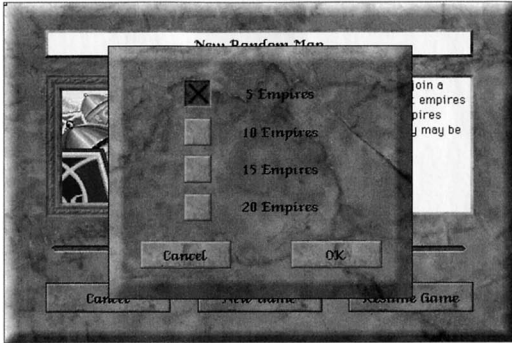 New Random Map
join a
empires
pires
y may be
5 Empires
10 Empires
15 Empires
20 Empires
Cancel
OK
Cancel
New Game
Resume Game